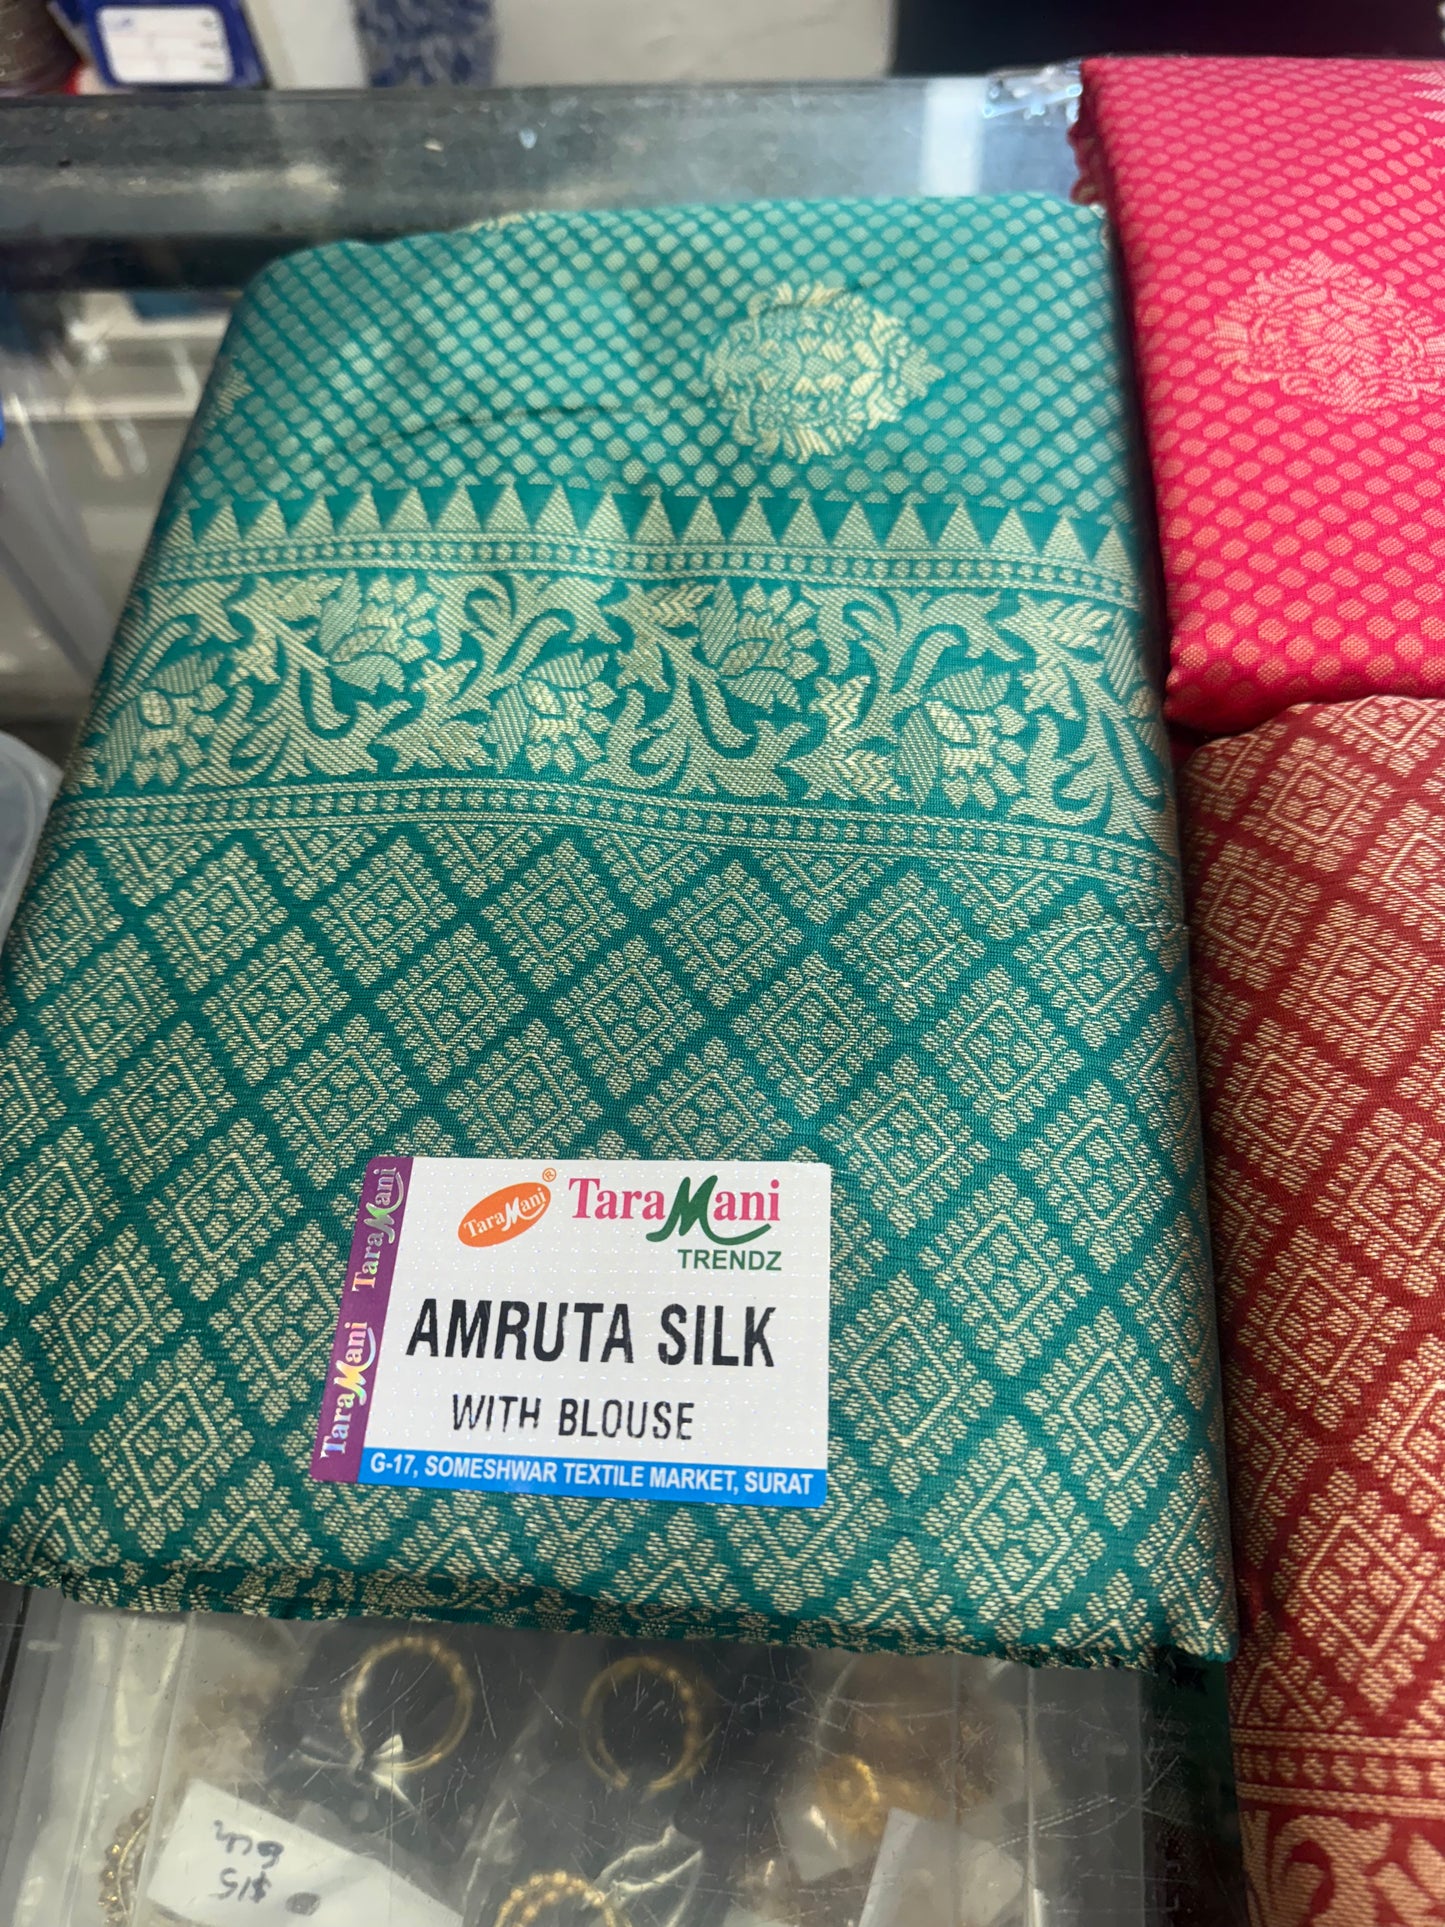 TaraMani®
TaraMani
TRENDZ
AMRUTA SILK
WITH BLOUSE
G-17, SOMESHWAR TEXTILE MARKET, SURAT
TaraMani TaraMani
$15